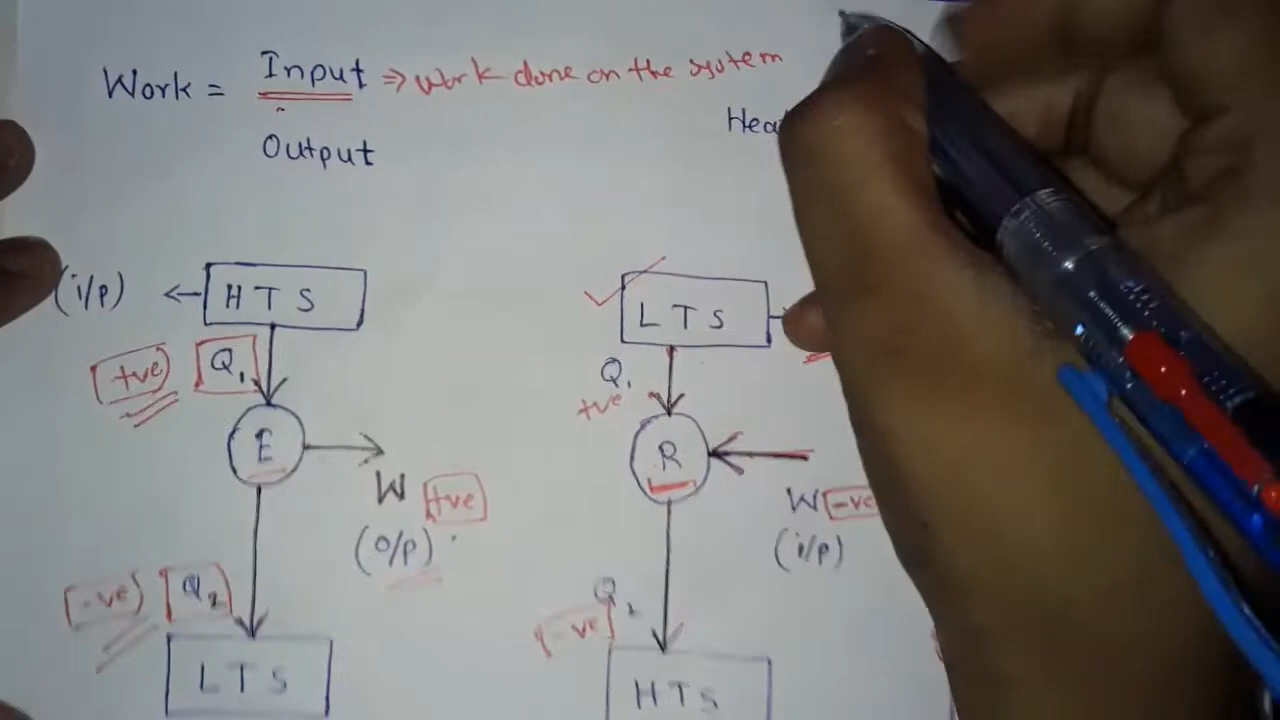 Work = Input ⇒ work done on the system
Output
(i/p) ← HTS
+ve Q₁
E
W +ve
(o/p)
-ve Q₂
LTS
LTS
Q₁
+ve
R
W -ve
(i/p)
Q₂
-ve
HTS